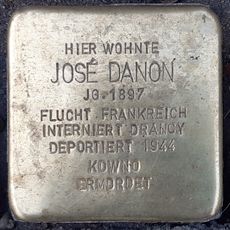 HIER WOHNTE
JOSÉ DANON
JG. 1897
FLUCHT FRANKREICH
INTERNIERT DRANCY
DEPORTIERT 1944
KOWNO
ERMORDET